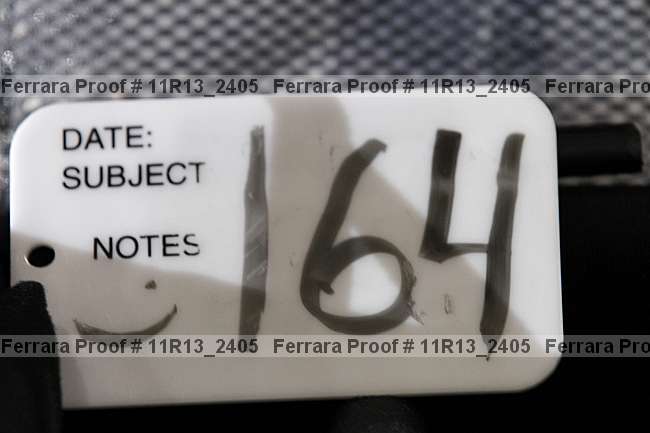 Ferrara Proof # 11R13_2405 Ferrara Proof # 11R13_2405 Ferrara Pro
DATE:
SUBJECT
164
NOTES
Ferrara Proof # 11R13_2405 Ferrara Proof # 11R13_2405 Ferrara Pro